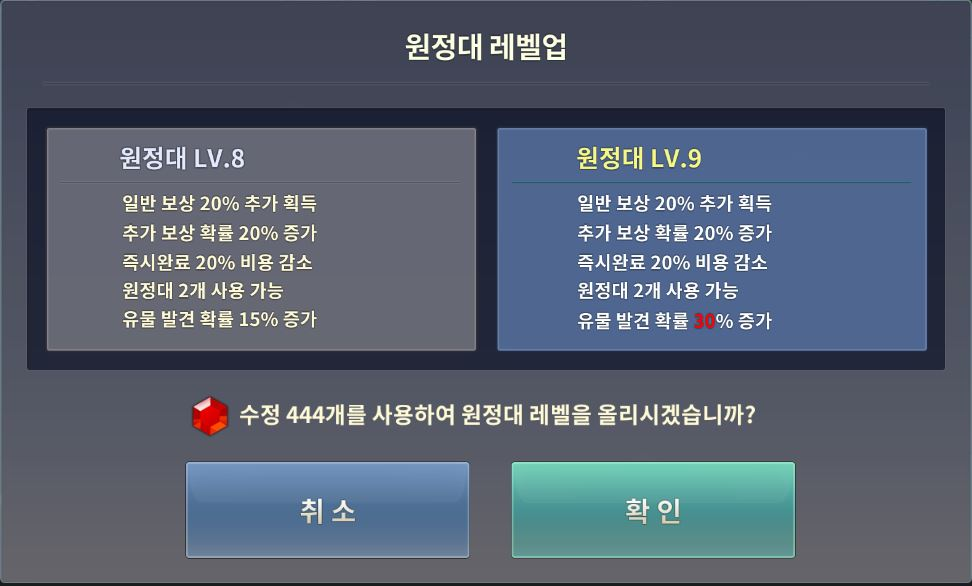 원정대 레벨업
원정대 LV.8
일반 보상 20% 추가 획득
추가 보상 확률 20% 증가
즉시완료 20% 비용 감소
원정대 2개 사용 가능
유물 발견 확률 15% 증가
원정대 LV.9
일반 보상 20% 추가 획득
추가 보상 확률 20% 증가
즉시완료 20% 비용 감소
원정대 2개 사용 가능
유물 발견 확률 30% 증가
수정 444개를 사용하여 원정대 레벨을 올리시겠습니까?
취 소
확 인